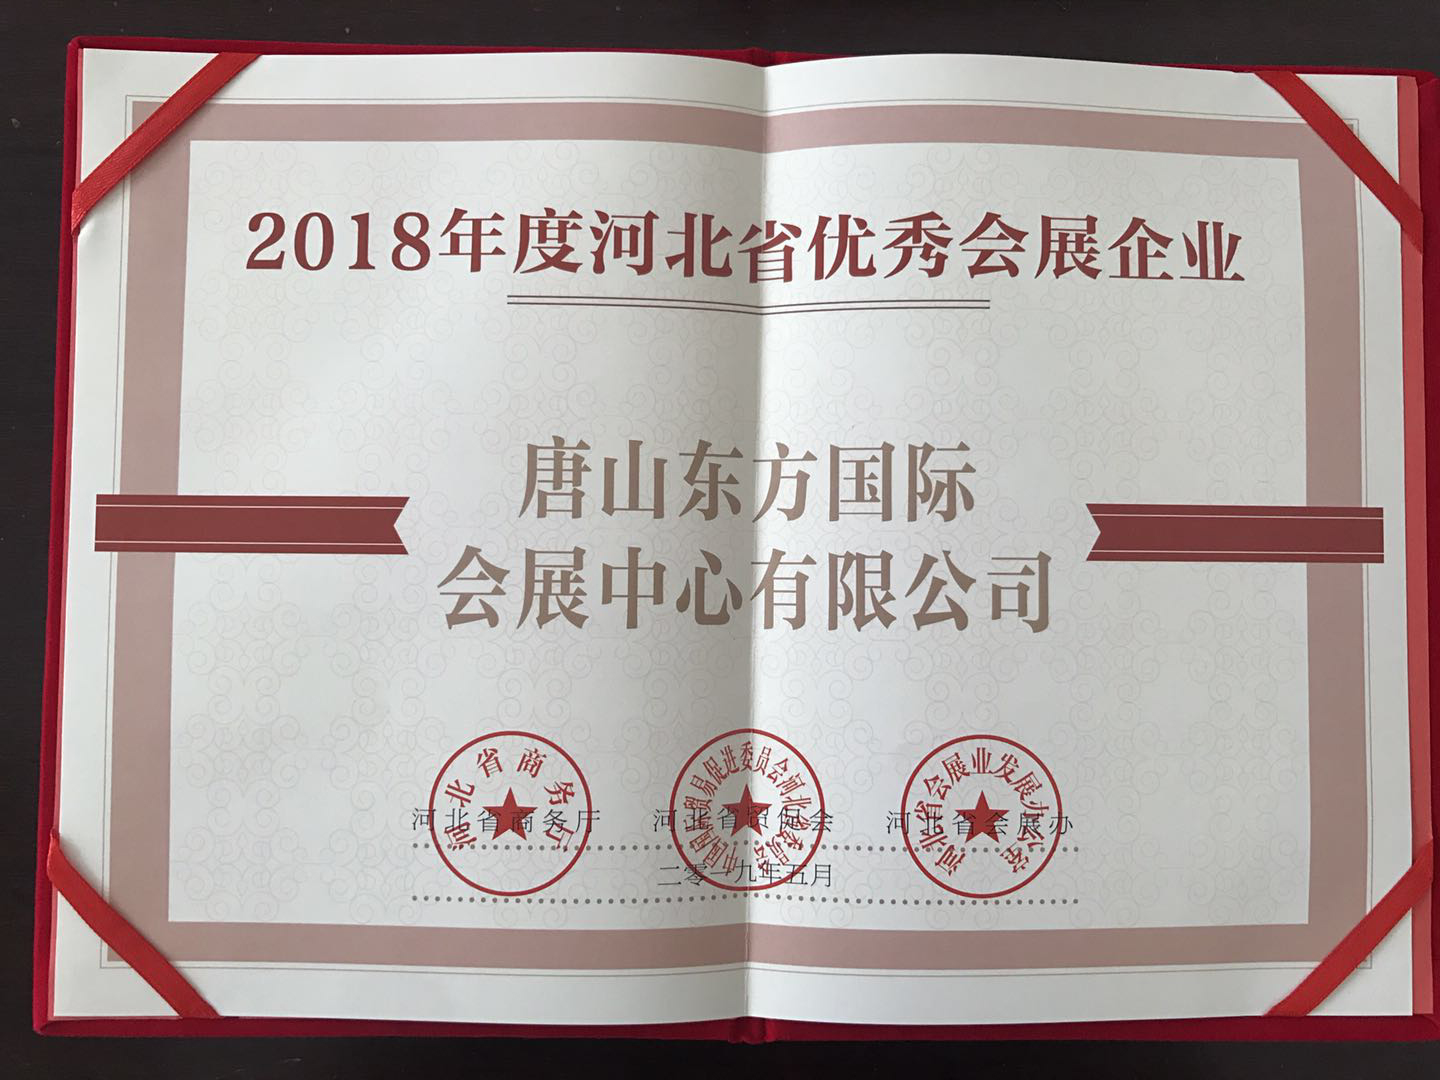 2018年度河北省优秀会展企业
唐山东方国际
会展中心有限公司
河北省商务厅
中国国际贸易促进委员会河北省委员会
河北省会展业发展办公室
河北省商务厅 河北省贸促会 河北省会展办
二零一九年五月